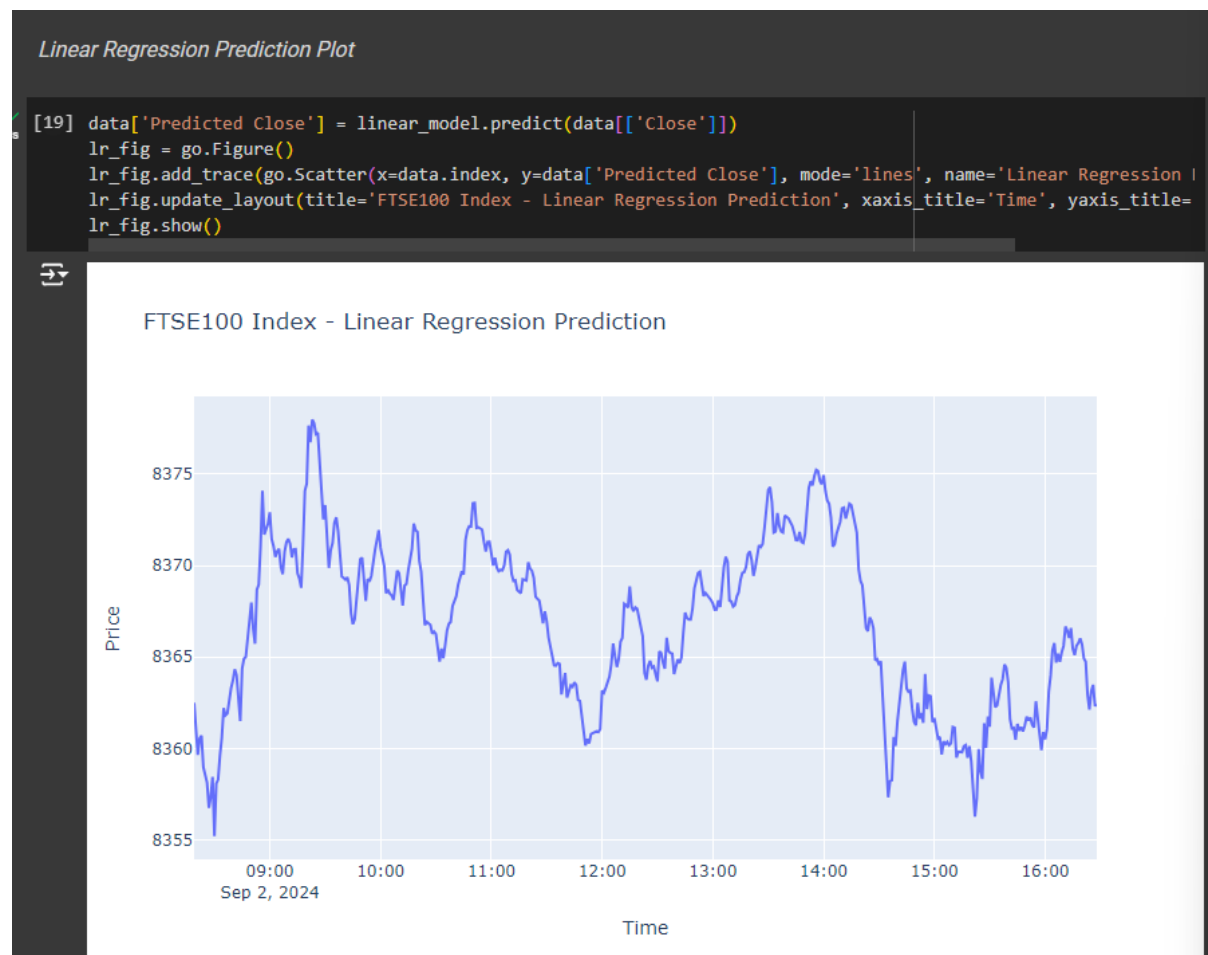 Linear Regression Prediction Plot
[19] data['Predicted Close'] = linear_model.predict(data[['Close']])
lr_fig = go.Figure()
lr_fig.add_trace(go.Scatter(x=data.index, y=data['Predicted Close'], mode='lines', name='Linear Regression
lr_fig.update_layout(title='FTSE100 Index - Linear Regression Prediction', xaxis_title='Time', yaxis_title=
lr_fig.show()
FTSE100 Index - Linear Regression Prediction
8375
8370
8365
8360
8355
Price
09:00 10:00 11:00 12:00 13:00 14:00 15:00 16:00
Sep 2, 2024
Time